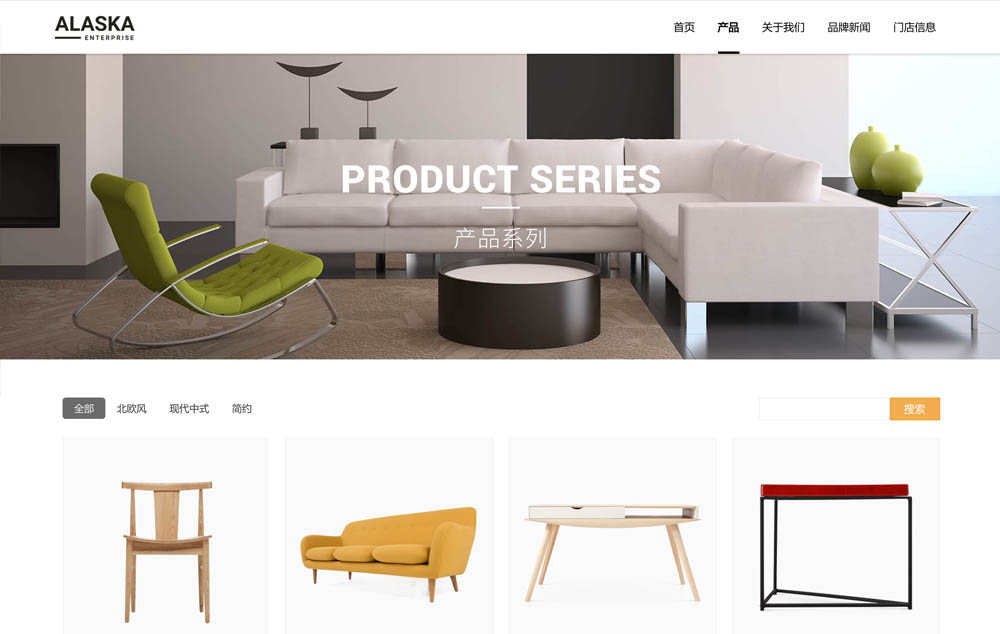 ALASKA
ENTERPRISE
首页 产品 关于我们 品牌新闻 门店信息
PRODUCT SERIES
产品系列
全部 北欧风 现代中式 简约
搜索